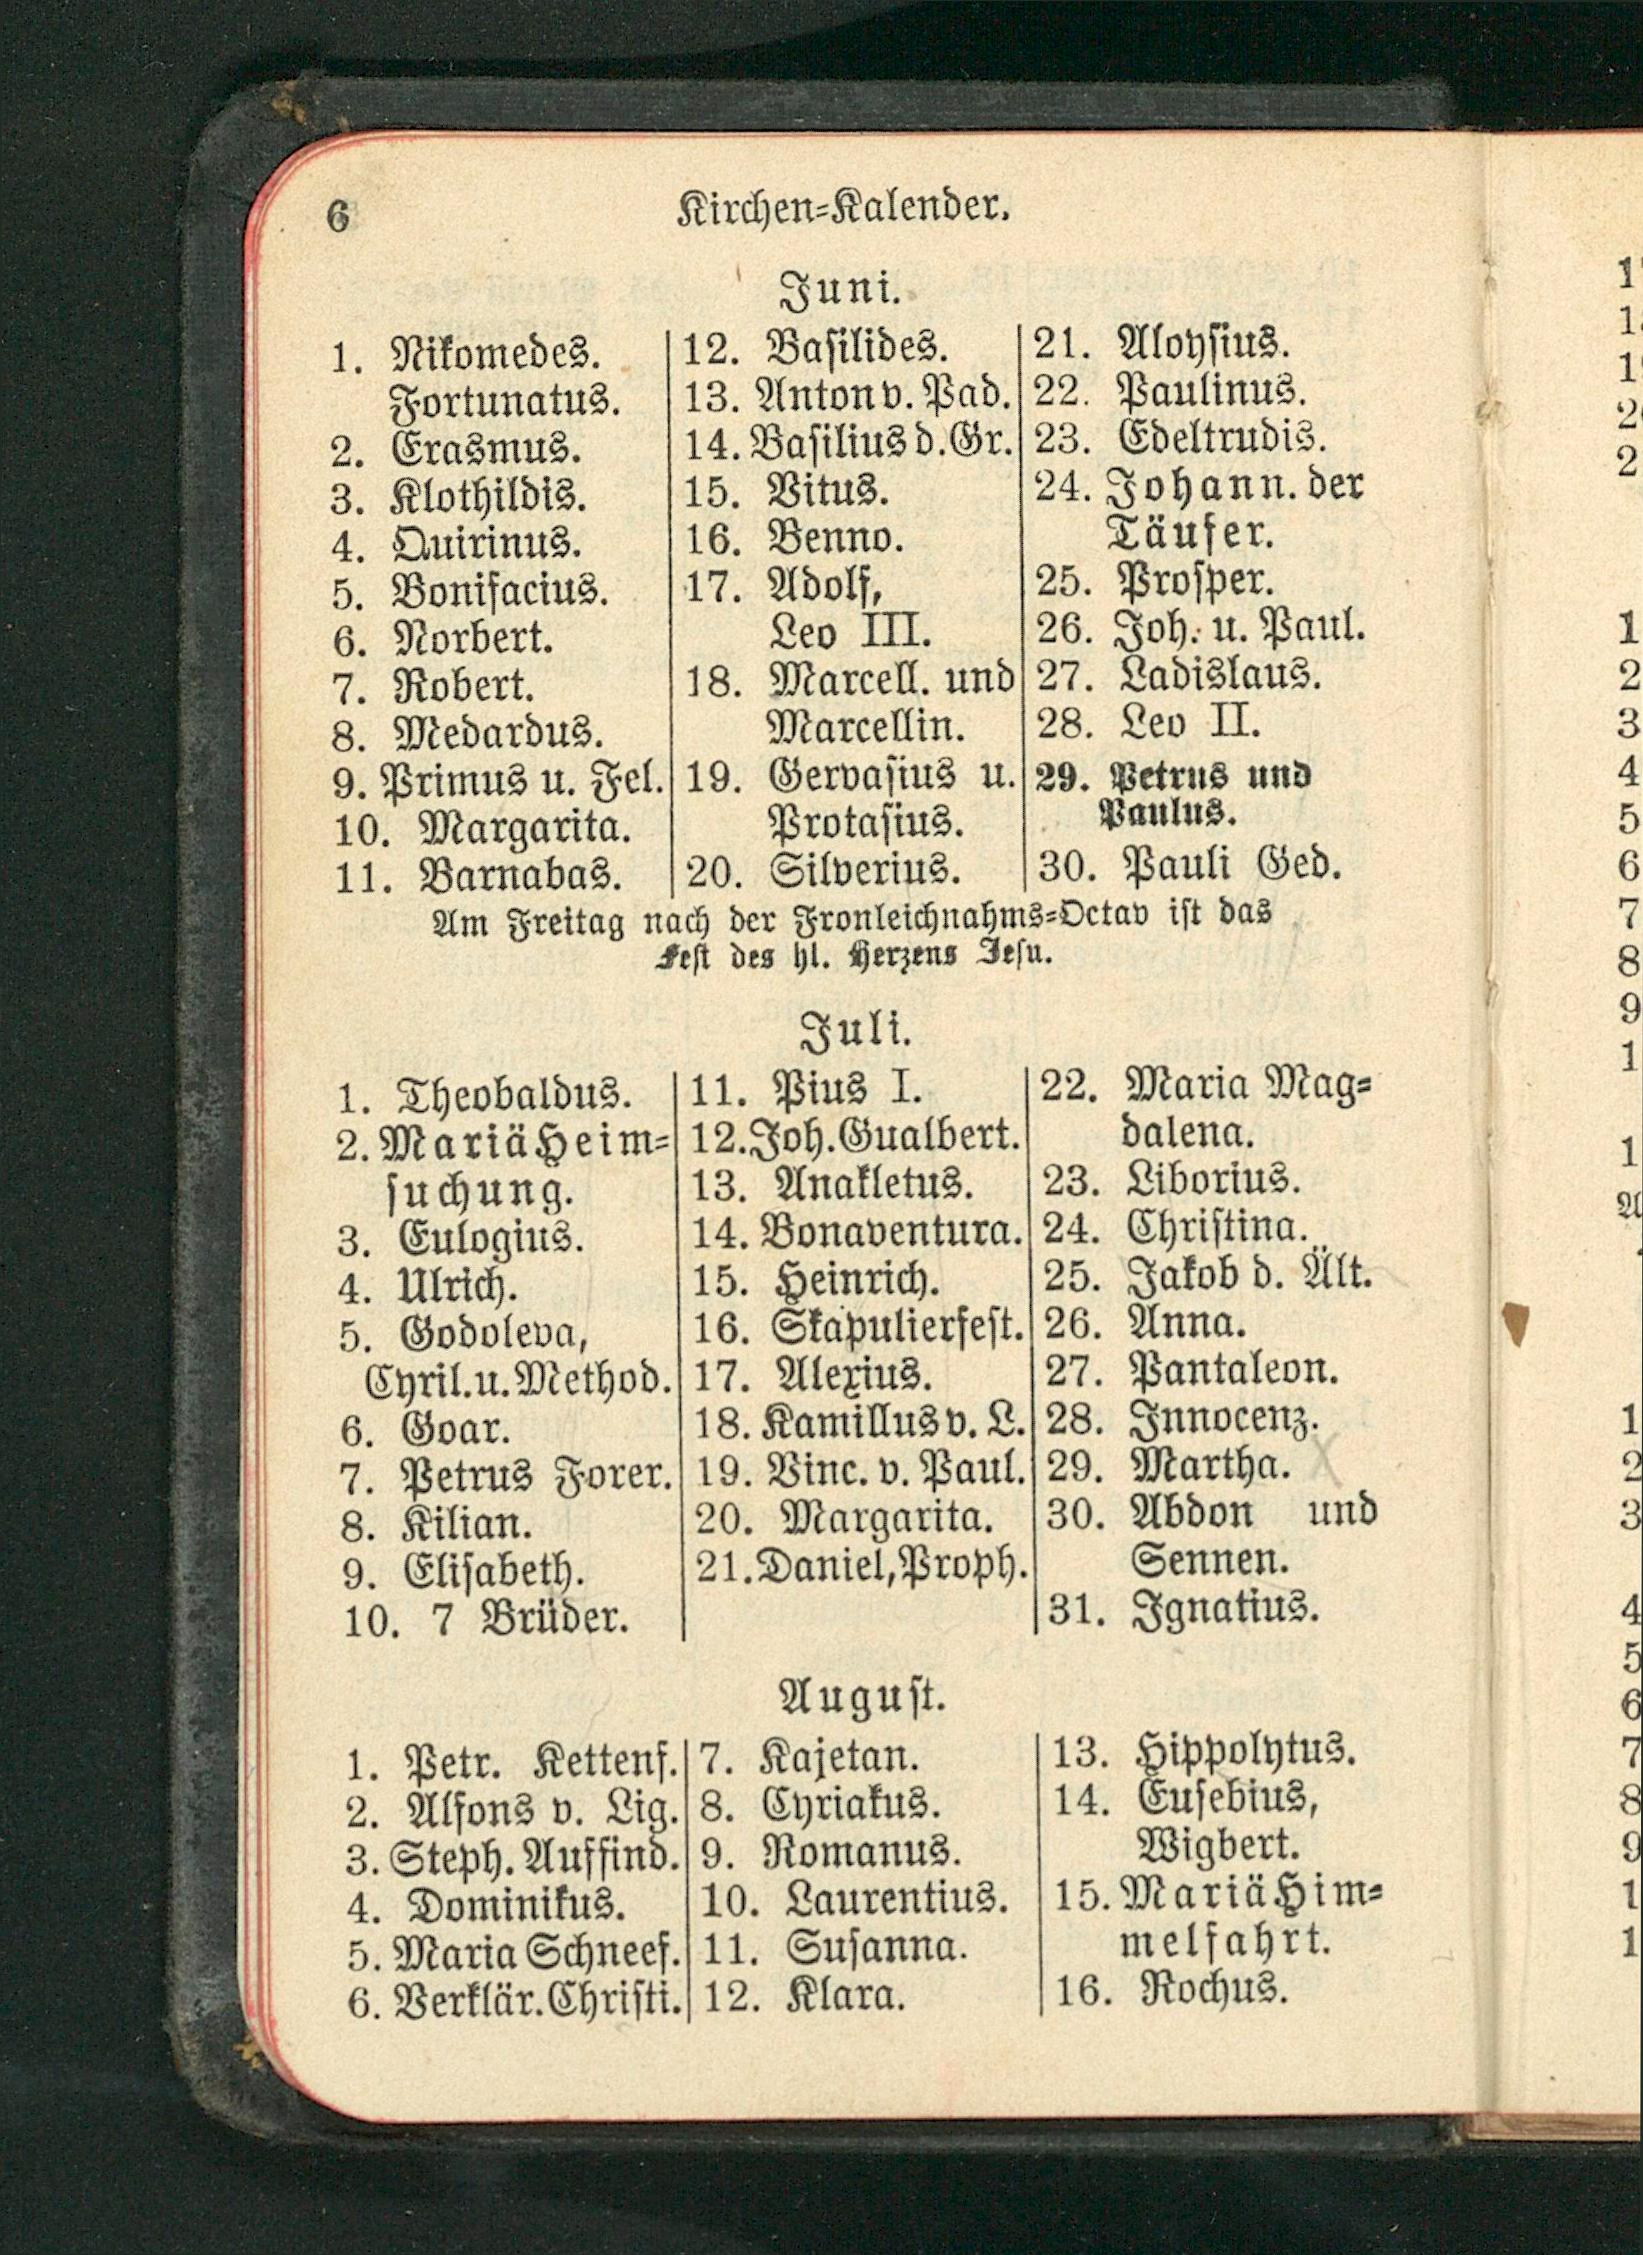 6
Kirchen-Kalender.
Juni.
1. Nikomedes.
Fortunatus.
2. Erasmus.
3. Klothildis.
4. Quirinus.
5. Bonifacius.
6. Norbert.
7. Robert.
8. Medardus.
9. Primus u. Fel.
10. Margarita.
11. Barnabas.
12. Basilides.
13. Anton v. Pad.
14. Basilius d. Gr.
15. Vitus.
16. Benno.
17. Adolf,
Leo III.
18. Marcell. und
Marcellin.
19. Gervasius u.
Protasius.
20. Silverius.
21. Aloysius.
22. Paulinus.
23. Edeltrudis.
24. Johann. der
Täufer.
25. Prosper.
26. Joh. u. Paul.
27. Ladislaus.
28. Leo II.
29. Petrus und
Paulus.
30. Pauli Ged.
Am Freitag nach der Fronleichnahms-Octav ist das
Fest des hl. Herzens Jesu.
Juli.
1. Theobaldus.
2. Mariä Heim-
suchung.
3. Eulogius.
4. Ulrich.
5. Godoleva,
Cyril. u. Method.
6. Goar.
7. Petrus Forer.
8. Kilian.
9. Elisabeth.
10. 7 Brüder.
11. Pius I.
12. Joh. Gualbert.
13. Anakletus.
14. Bonaventura.
15. Heinrich.
16. Skapulierfest.
17. Alexius.
18. Kamillus v. L.
19. Vinc. v. Paul.
20. Margarita.
21. Daniel, Proph.
22. Maria Mag-
dalena.
23. Liborius.
24. Christina.
25. Jakob d. Ält.
26. Anna.
27. Pantaleon.
28. Innocenz.
29. Martha.
30. Abdon und
Sennen.
31. Ignatius.
August.
1. Petr. Kettenf.
2. Alfons v. Lig.
3. Steph. Auffind.
4. Dominikus.
5. Maria Schneef.
6. Verklär. Christi.
7. Kajetan.
8. Cyriakus.
9. Romanus.
10. Laurentius.
11. Susanna.
12. Klara.
13. Hippolytus.
14. Eusebius,
Wigbert.
15. Mariä Him-
melfahrt.
16. Rochus.